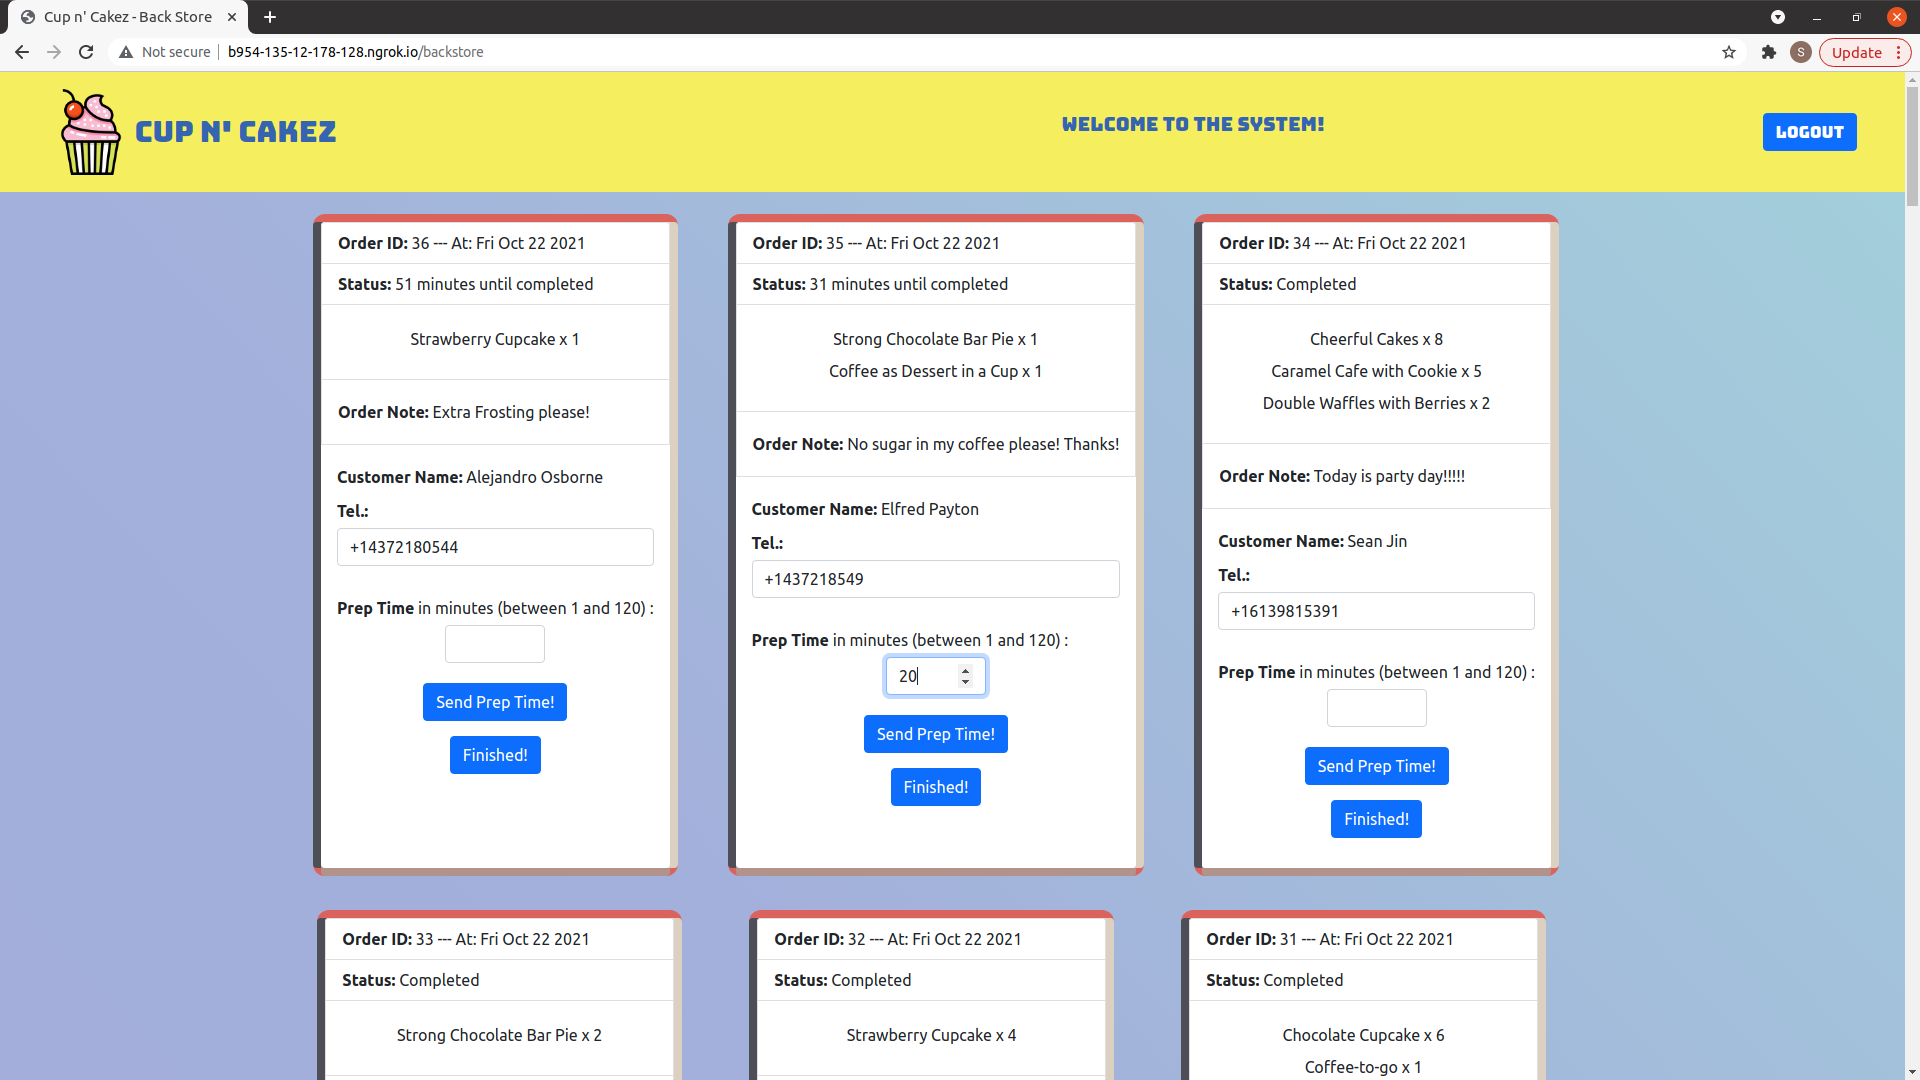 Cup n' Cakez - Back Store
Not secure
b954-135-12-178-128.ngrok.io/backstore
S
Update
CUP N' CAKEZ
WELCOME TO THE SYSTEM!
LOGOUT
Order ID: 36 --- At: Fri Oct 22 2021
Status: 51 minutes until completed
Strawberry Cupcake x 1
Order Note: Extra Frosting please!
Customer Name: Alejandro Osborne
Tel.:
+14372180544
Prep Time in minutes (between 1 and 120) :
Send Prep Time!
Finished!
Order ID: 35 --- At: Fri Oct 22 2021
Status: 31 minutes until completed
Strong Chocolate Bar Pie x 1
Coffee as Dessert in a Cup x 1
Order Note: No sugar in my coffee please! Thanks!
Customer Name: Elfred Payton
Tel.:
+1437218549
Prep Time in minutes (between 1 and 120) :
20
Send Prep Time!
Finished!
Order ID: 34 --- At: Fri Oct 22 2021
Status: Completed
Cheerful Cakes x 8
Caramel Cafe with Cookie x 5
Double Waffles with Berries x 2
Order Note: Today is party day!!!!!
Customer Name: Sean Jin
Tel.:
+16139815391
Prep Time in minutes (between 1 and 120) :
Send Prep Time!
Finished!
Order ID: 33 --- At: Fri Oct 22 2021
Status: Completed
Strong Chocolate Bar Pie x 2
Order ID: 32 --- At: Fri Oct 22 2021
Status: Completed
Strawberry Cupcake x 4
Order ID: 31 --- At: Fri Oct 22 2021
Status: Completed
Chocolate Cupcake x 6
Coffee-to-go x 1